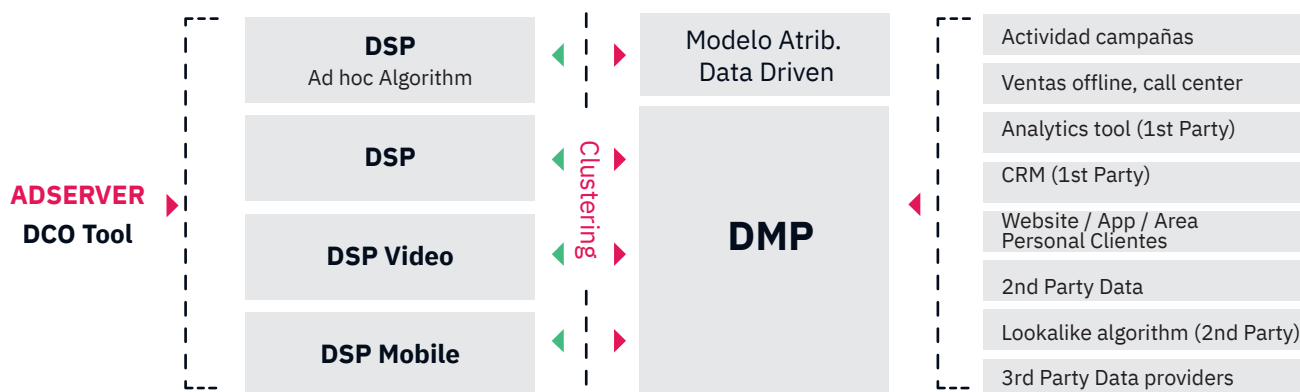 ADSERVER
DCO Tool
DSP
Ad hoc Algorithm
DSP
DSP Video
DSP Mobile
Clustering
Modelo Atrib.
Data Driven
DMP
Actividad campañas
Ventas offline, call center
Analytics tool (1st Party)
CRM (1st Party)
Website / App / Area
Personal Clientes
2nd Party Data
Lookalike algorithm (2nd Party)
3rd Party Data providers